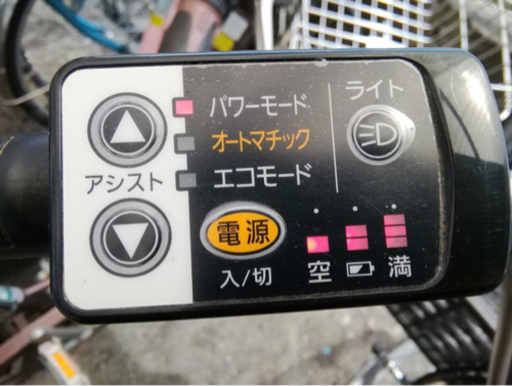 パワーモード
オートマチック
エコモード
アシスト
ライト
電源
入/切
空 満